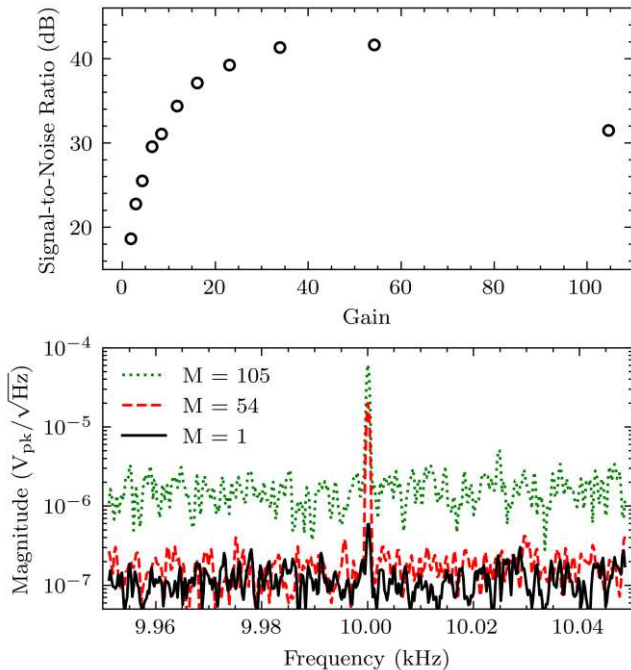 Signal-to-Noise Ratio (dB)
40
30
20
0 20 40 60 80 100
Gain
Magnitude (V_pk/√Hz)
10⁻⁴
10⁻⁵
10⁻⁶
10⁻⁷
M = 105
M = 54
M = 1
9.96 9.98 10.00 10.02 10.04
Frequency (kHz)